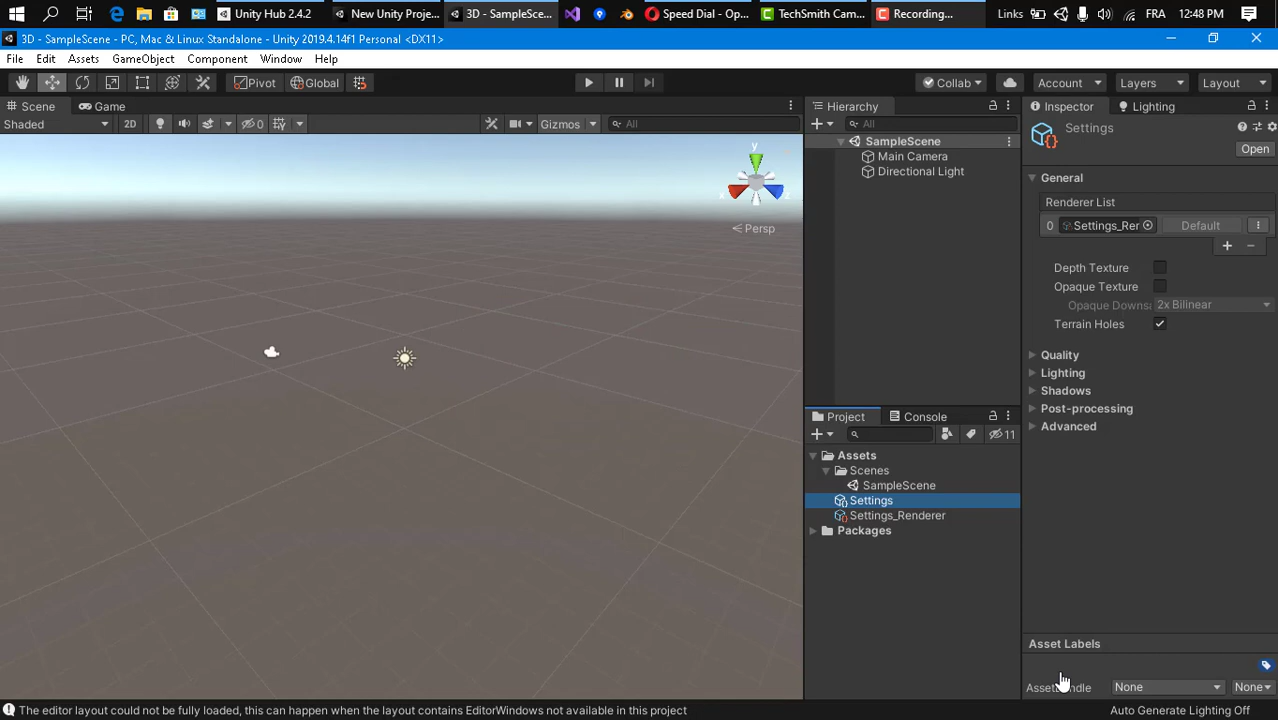 Unity Hub 2.4.2
New Unity Proje...
3D - SampleSce...
Speed Dial - Op...
TechSmith Cam...
Recording...
Links
FRA
12:48 PM
3D - SampleScene - PC, Mac & Linux Standalone - Unity 2019.4.14f1 Personal <DX11>
File Edit Assets GameObject Component Window Help
Pivot Global Collab Account Layers Layout
Scene Game
Shaded 2D 0 Gizmos All
y
x
z
Persp
Hierarchy
All
SampleScene
Main Camera
Directional Light
Project Console
11
Assets
Scenes
SampleScene
Settings
Settings_Renderer
Packages
Inspector Lighting
Settings
Open
General
Renderer List
0 Settings_Rer Default
Depth Texture
Opaque Texture
Opaque Downs: 2x Bilinear
Terrain Holes
Quality
Lighting
Shadows
Post-processing
Advanced
Asset Labels
None None
The editor layout could not be fully loaded, this can happen when the layout contains EditorWindows not available in this project
Auto Generate Lighting Off